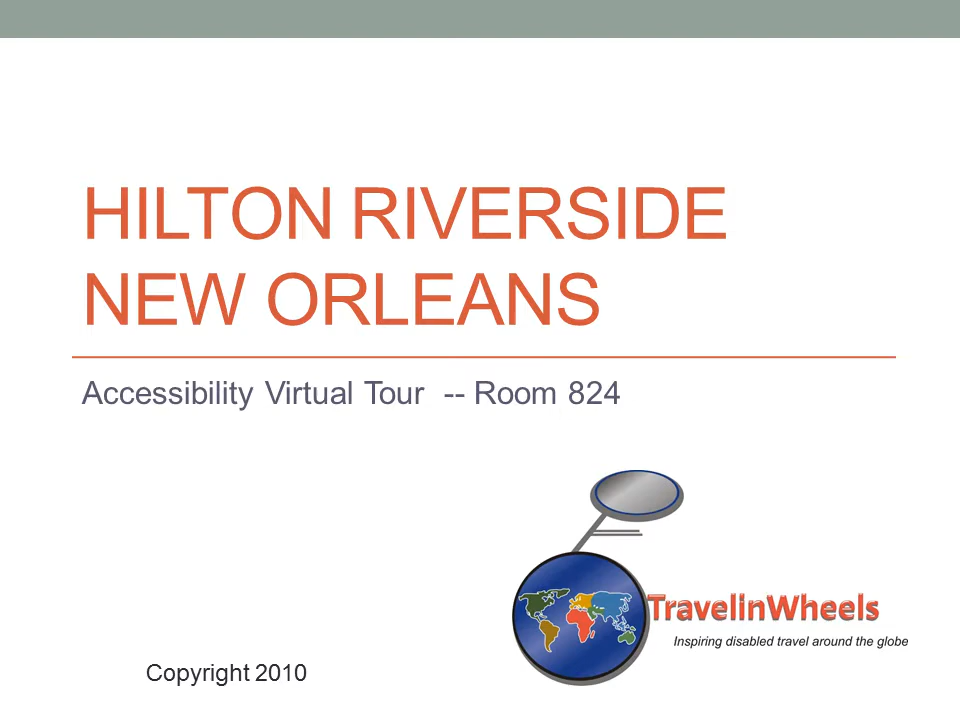 HILTON RIVERSIDE
NEW ORLEANS
Accessibility Virtual Tour -- Room 824
TravelinWheels
Inspiring disabled travel around the globe
Copyright 2010